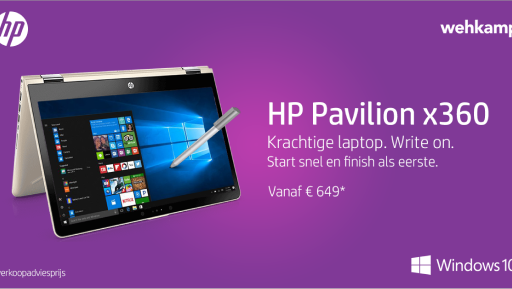 hp
wehkamp
HP Pavilion x360
Krachtige laptop. Write on.
Start snel en finish als eerste.
Vanaf € 649*
verkoopadviesprijs
Windows 10